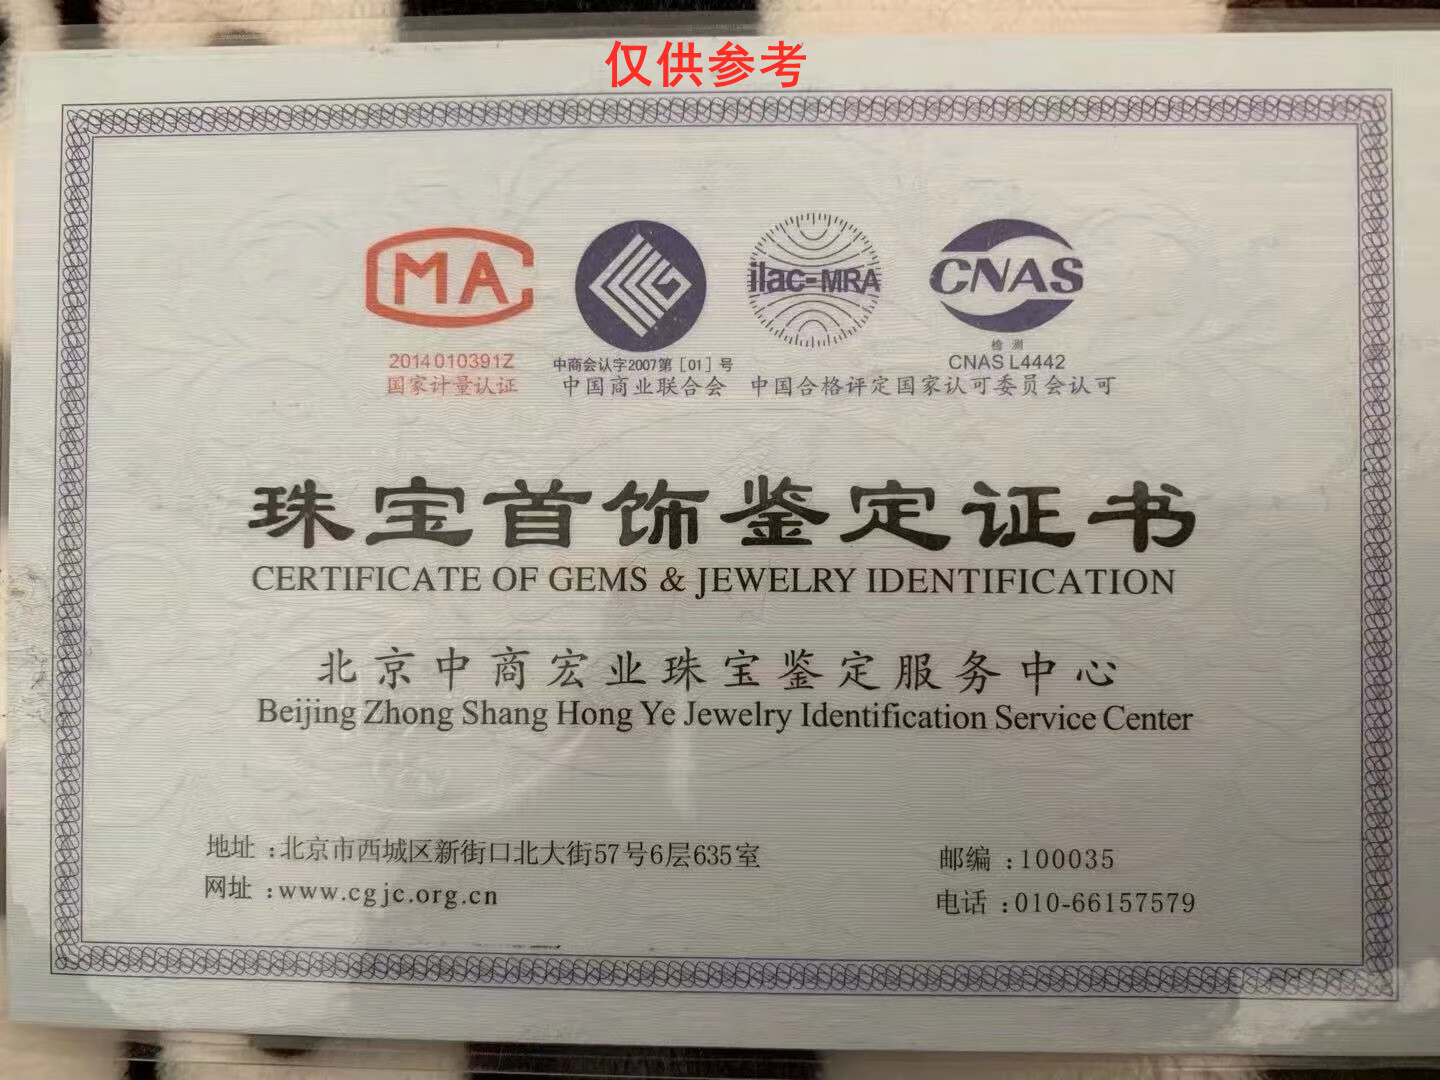 仅供参考
MA
ilac-MRA
CNAS
检测
2014010391Z
中商会认字2007第［01］号
CNAS L4442
国家计量认证
中国商业联合会
中国合格评定国家认可委员会认可
珠宝首饰鉴定证书
CERTIFICATE OF GEMS & JEWELRY IDENTIFICATION
北京中商宏业珠宝鉴定服务中心
Beijing Zhong Shang Hong Ye Jewelry Identification Service Center
地址：北京市西城区新街口北大街57号6层635室
邮编：100035
网址：www.cgjc.org.cn
电话：010-66157579